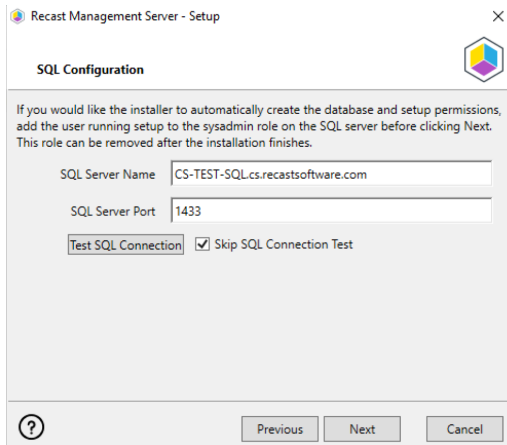 Recast Management Server - Setup
SQL Configuration
If you would like the installer to automatically create the database and setup permissions,
add the user running setup to the sysadmin role on the SQL server before clicking Next.
This role can be removed after the installation finishes.
SQL Server Name CS-TEST-SQL.cs.recastsoftware.com
SQL Server Port 1433
Test SQL Connection Skip SQL Connection Test
? Previous Next Cancel